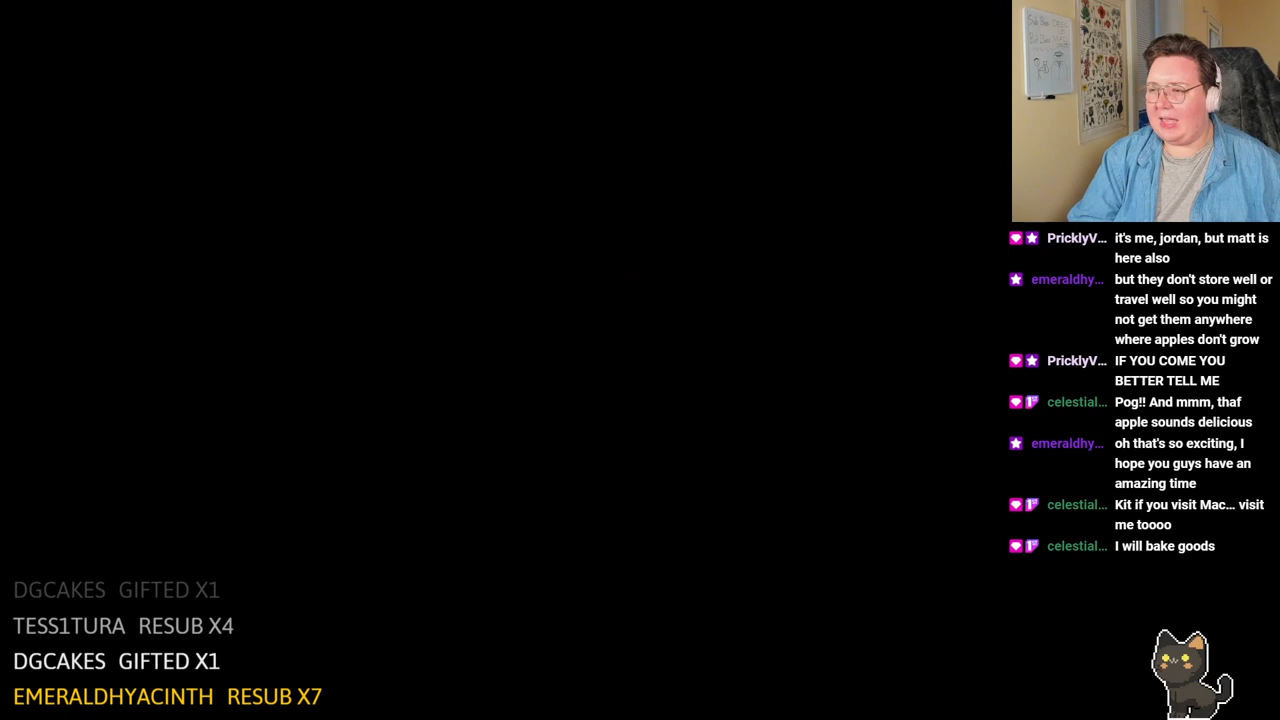 PricklyV... it's me, jordan, but matt is
here also
emeraldhy... but they don't store well or
travel well so you might
not get them anywhere
where apples don't grow
PricklyV... IF YOU COME YOU
BETTER TELL ME
celestial... Pog!! And mmm, thaf
apple sounds delicious
emeraldhy... oh that's so exciting, I
hope you guys have an
amazing time
celestial... Kit if you visit Mac... visit
me toooo
celestial... I will bake goods
DGCAKES GIFTED X1
TESS1TURA RESUB X4
DGCAKES GIFTED X1
EMERALDHYACINTH RESUB X7